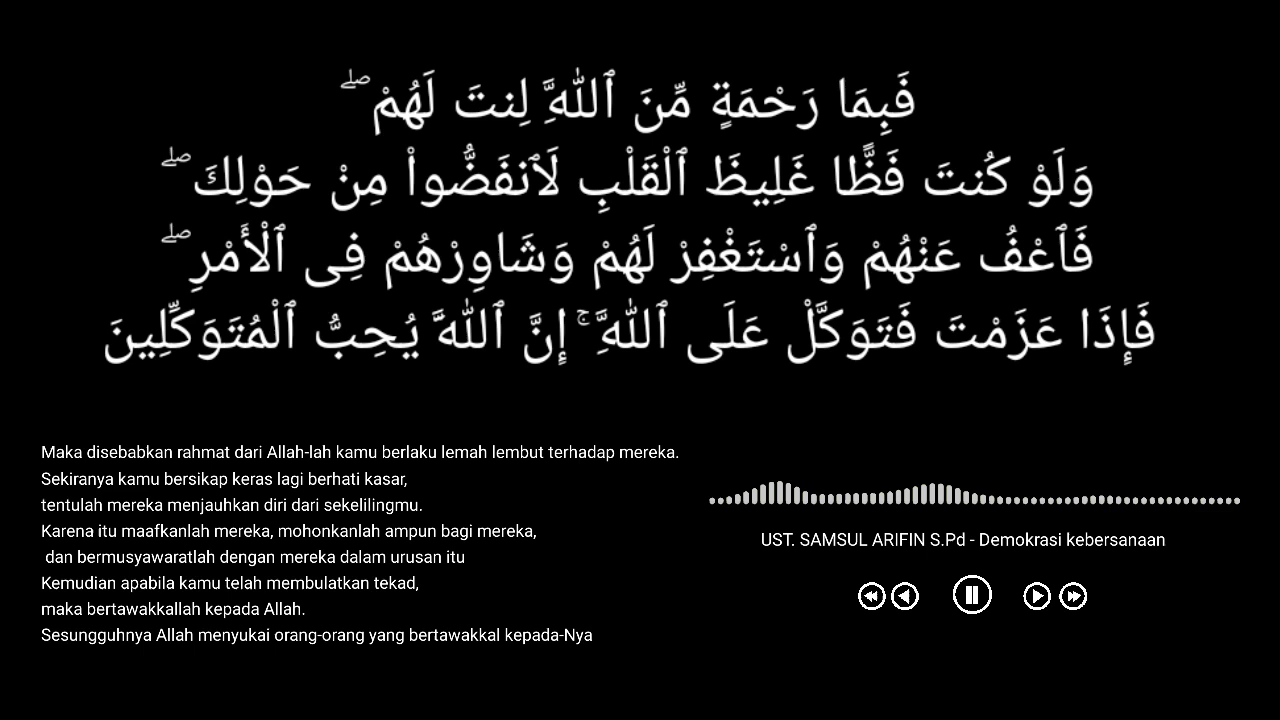 فَبِمَا رَحْمَةٍ مِّنَ ٱللَّهِ لِنتَ لَهُمْ ۖ
وَلَوْ كُنتَ فَظًّا غَلِيظَ ٱلْقَلْبِ لَٱنفَضُّوا۟ مِنْ حَوْلِكَ ۖ
فَٱعْفُ عَنْهُمْ وَٱسْتَغْفِرْ لَهُمْ وَشَاوِرْهُمْ فِى ٱلْأَمْرِ ۖ
فَإِذَا عَزَمْتَ فَتَوَكَّلْ عَلَى ٱللَّهِ ۚ إِنَّ ٱللَّهَ يُحِبُّ ٱلْمُتَوَكِّلِينَ
Maka disebabkan rahmat dari Allah-lah kamu berlaku lemah lembut terhadap mereka.
Sekiranya kamu bersikap keras lagi berhati kasar,
tentulah mereka menjauhkan diri dari sekelilingmu.
Karena itu maafkanlah mereka, mohonkanlah ampun bagi mereka,
dan bermusyawaratlah dengan mereka dalam urusan itu
Kemudian apabila kamu telah membulatkan tekad,
maka bertawakkallah kepada Allah.
Sesungguhnya Allah menyukai orang-orang yang bertawakkal kepada-Nya
UST. SAMSUL ARIFIN S.Pd - Demokrasi kebersanaan